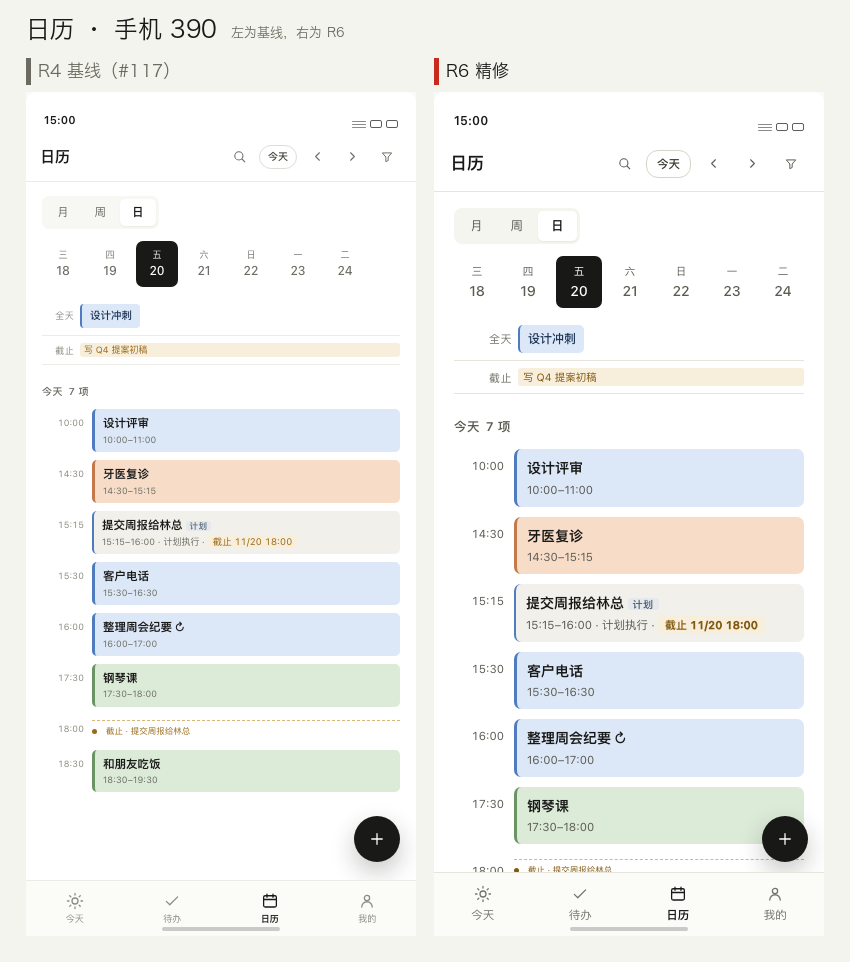 日历 · 手机 390 左为基线，右为 R6
R4 基线（#117）
15:00
日历
今天
月 周 日
三 四 五 六 日 一 二
18 19 20 21 22 23 24
全天 设计冲刺
截止 写 Q4 提案初稿
今天 7 项
10:00 设计评审
10:00–11:00
14:30 牙医复诊
14:30–15:15
15:15 提交周报给林总 计划
15:15–16:00 · 计划执行 · 截止 11/20 18:00
15:30 客户电话
15:30–16:30
16:00 整理周会纪要
16:00–17:00
17:30 钢琴课
17:30–18:00
18:00 截止 · 提交周报给林总
18:30 和朋友吃饭
18:30–19:30
今天 待办 日历 我的
R6 精修
15:00
日历
今天
月 周 日
三 四 五 六 日 一 二
18 19 20 21 22 23 24
全天 设计冲刺
截止 写 Q4 提案初稿
今天 7 项
10:00 设计评审
10:00–11:00
14:30 牙医复诊
14:30–15:15
15:15 提交周报给林总 计划
15:15–16:00 · 计划执行 · 截止 11/20 18:00
15:30 客户电话
15:30–16:30
16:00 整理周会纪要
16:00–17:00
17:30 钢琴课
17:30–18:00
18:00 截止 · 提交周报给林总
今天 待办 日历 我的